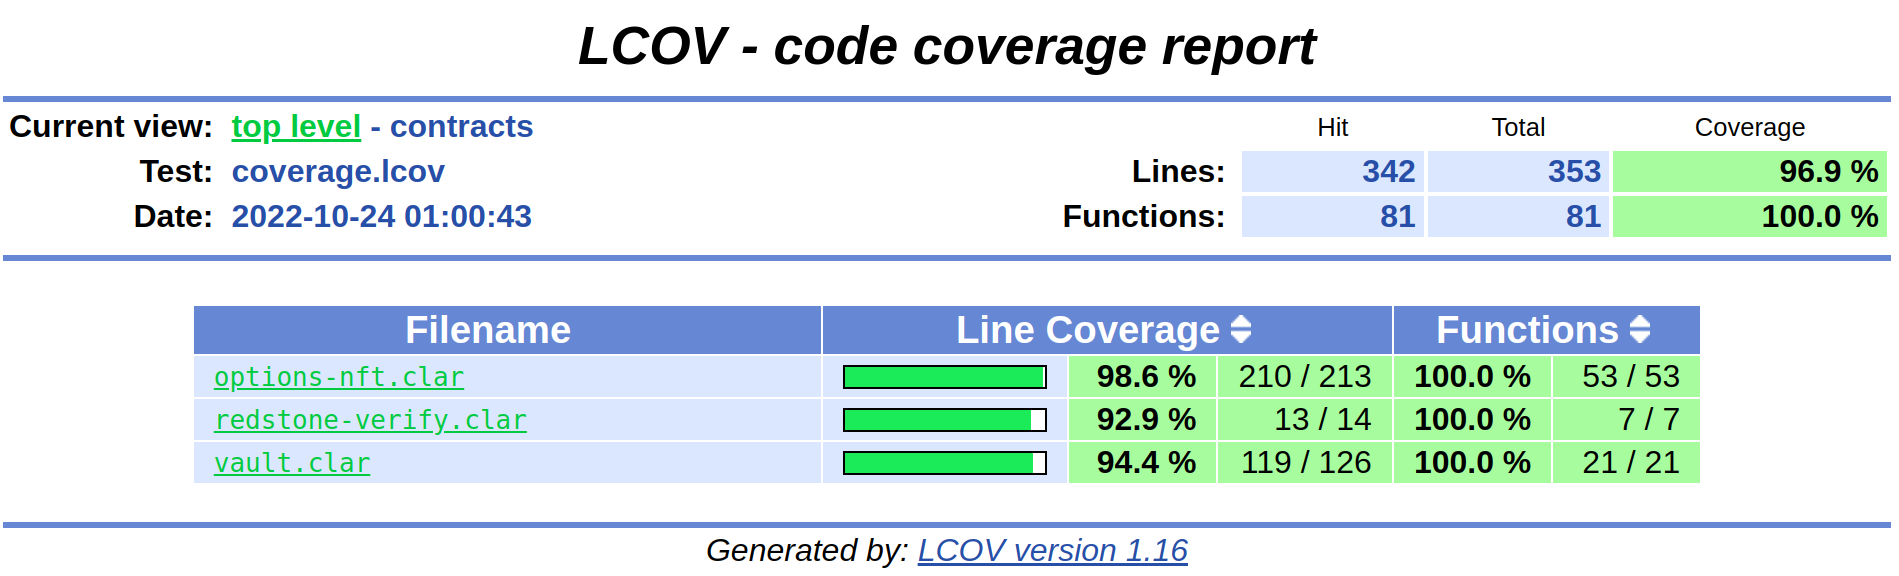 LCOV - code coverage report
Current view: top level - contracts Hit Total Coverage
Test: coverage.lcov Lines: 342 353 96.9 %
Date: 2022-10-24 01:00:43 Functions: 81 81 100.0 %
Filename Line Coverage Functions
options-nft.clar 98.6 % 210 / 213 100.0 % 53 / 53
redstone-verify.clar 92.9 % 13 / 14 100.0 % 7 / 7
vault.clar 94.4 % 119 / 126 100.0 % 21 / 21
Generated by: LCOV version 1.16